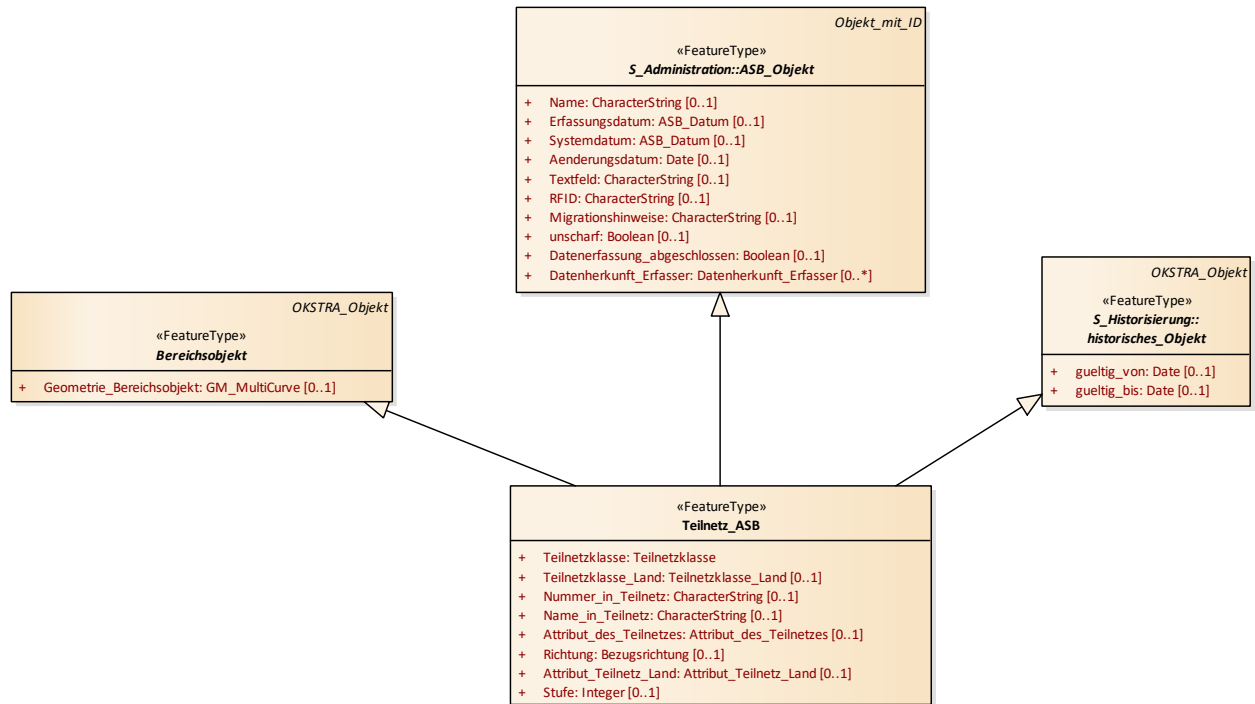 Objekt_mit_ID
«FeatureType»
S_Administration::ASB_Objekt
+ Name: CharacterString [0..1]
+ Erfassungsdatum: ASB_Datum [0..1]
+ Systemdatum: ASB_Datum [0..1]
+ Aenderungsdatum: Date [0..1]
+ Textfeld: CharacterString [0..1]
+ RFID: CharacterString [0..1]
+ Migrationshinweise: CharacterString [0..1]
+ unscharf: Boolean [0..1]
+ Datenerfassung_abgeschlossen: Boolean [0..1]
+ Datenherkunft_Erfasser: Datenherkunft_Erfasser [0..*]
OKSTRA_Objekt
«FeatureType»
Bereichsobjekt
+ Geometrie_Bereichsobjekt: GM_MultiCurve [0..1]
OKSTRA_Objekt
«FeatureType»
S_Historisierung::
historisches_Objekt
+ gueltig_von: Date [0..1]
+ gueltig_bis: Date [0..1]
«FeatureType»
Teilnetz_ASB
+ Teilnetzklasse: Teilnetzklasse
+ Teilnetzklasse_Land: Teilnetzklasse_Land [0..1]
+ Nummer_in_Teilnetz: CharacterString [0..1]
+ Name_in_Teilnetz: CharacterString [0..1]
+ Attribut_des_Teilnetzes: Attribut_des_Teilnetzes [0..1]
+ Richtung: Bezugsrichtung [0..1]
+ Attribut_Teilnetz_Land: Attribut_Teilnetz_Land [0..1]
+ Stufe: Integer [0..1]